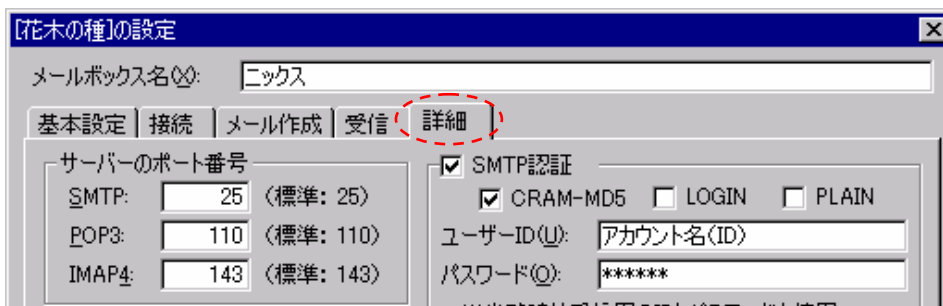 [花木の種]の設定
メールボックス名(X): ニックス
基本設定 接続 メール作成 受信 詳細
サーバーのポート番号
SMTP: 25 (標準: 25)
POP3: 110 (標準: 110)
IMAP4: 143 (標準: 143)
SMTP認証
CRAM-MD5 LOGIN PLAIN
ユーザーID(U): アカウント名(ID)
パスワード(O): ******